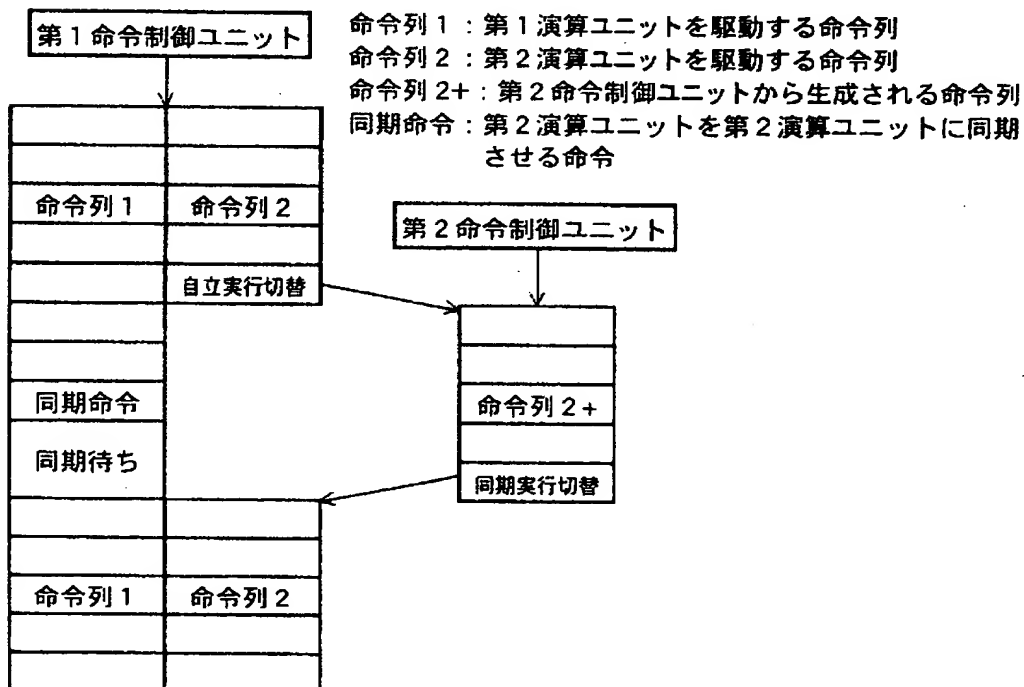 第1命令制御ユニット
命令列1：第1演算ユニットを駆動する命令列
命令列2：第2演算ユニットを駆動する命令列
命令列2+：第2命令制御ユニットから生成される命令列
同期命令：第2演算ユニットを第2演算ユニットに同期
させる命令
命令列1 命令列2
第2命令制御ユニット
自立実行切替
同期命令
命令列2+
同期待ち
同期実行切替
命令列1 命令列2